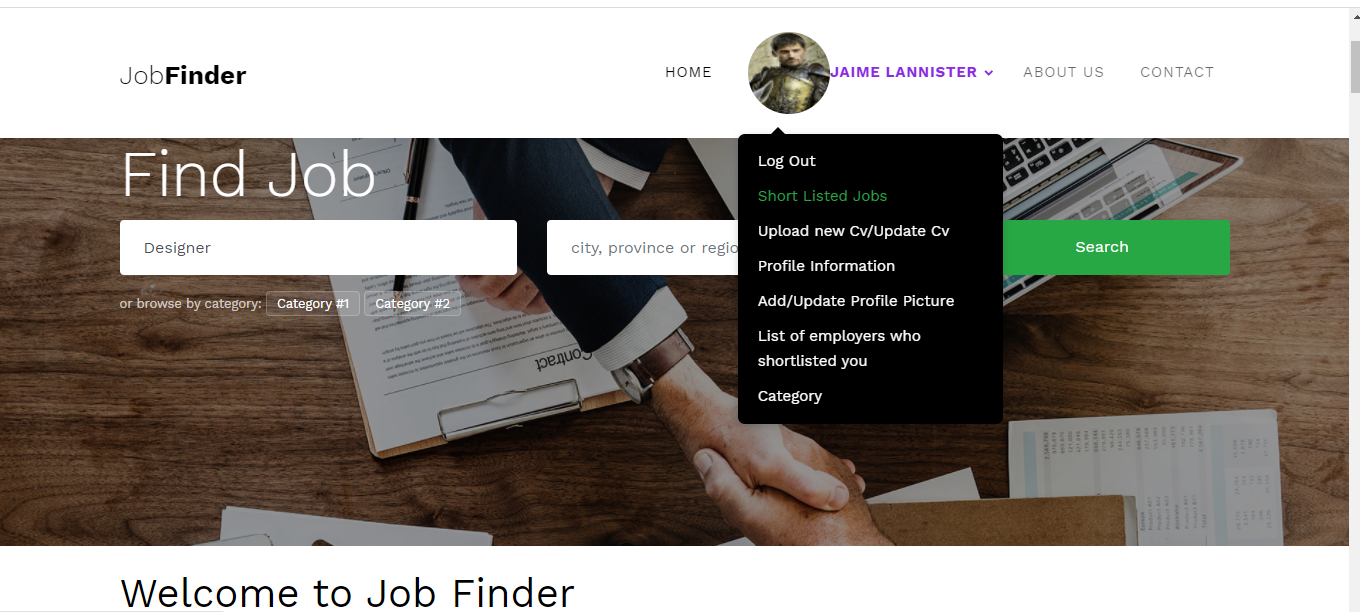 JobFinder
HOME
JAIME LANNISTER
ABOUT US
CONTACT
Find Job
Designer
city, province or regio
Search
or browse by category: Category #1 Category #2
Log Out
Short Listed Jobs
Upload new Cv/Update Cv
Profile Information
Add/Update Profile Picture
List of employers who
shortlisted you
Category
Contract
Welcome to Job Finder